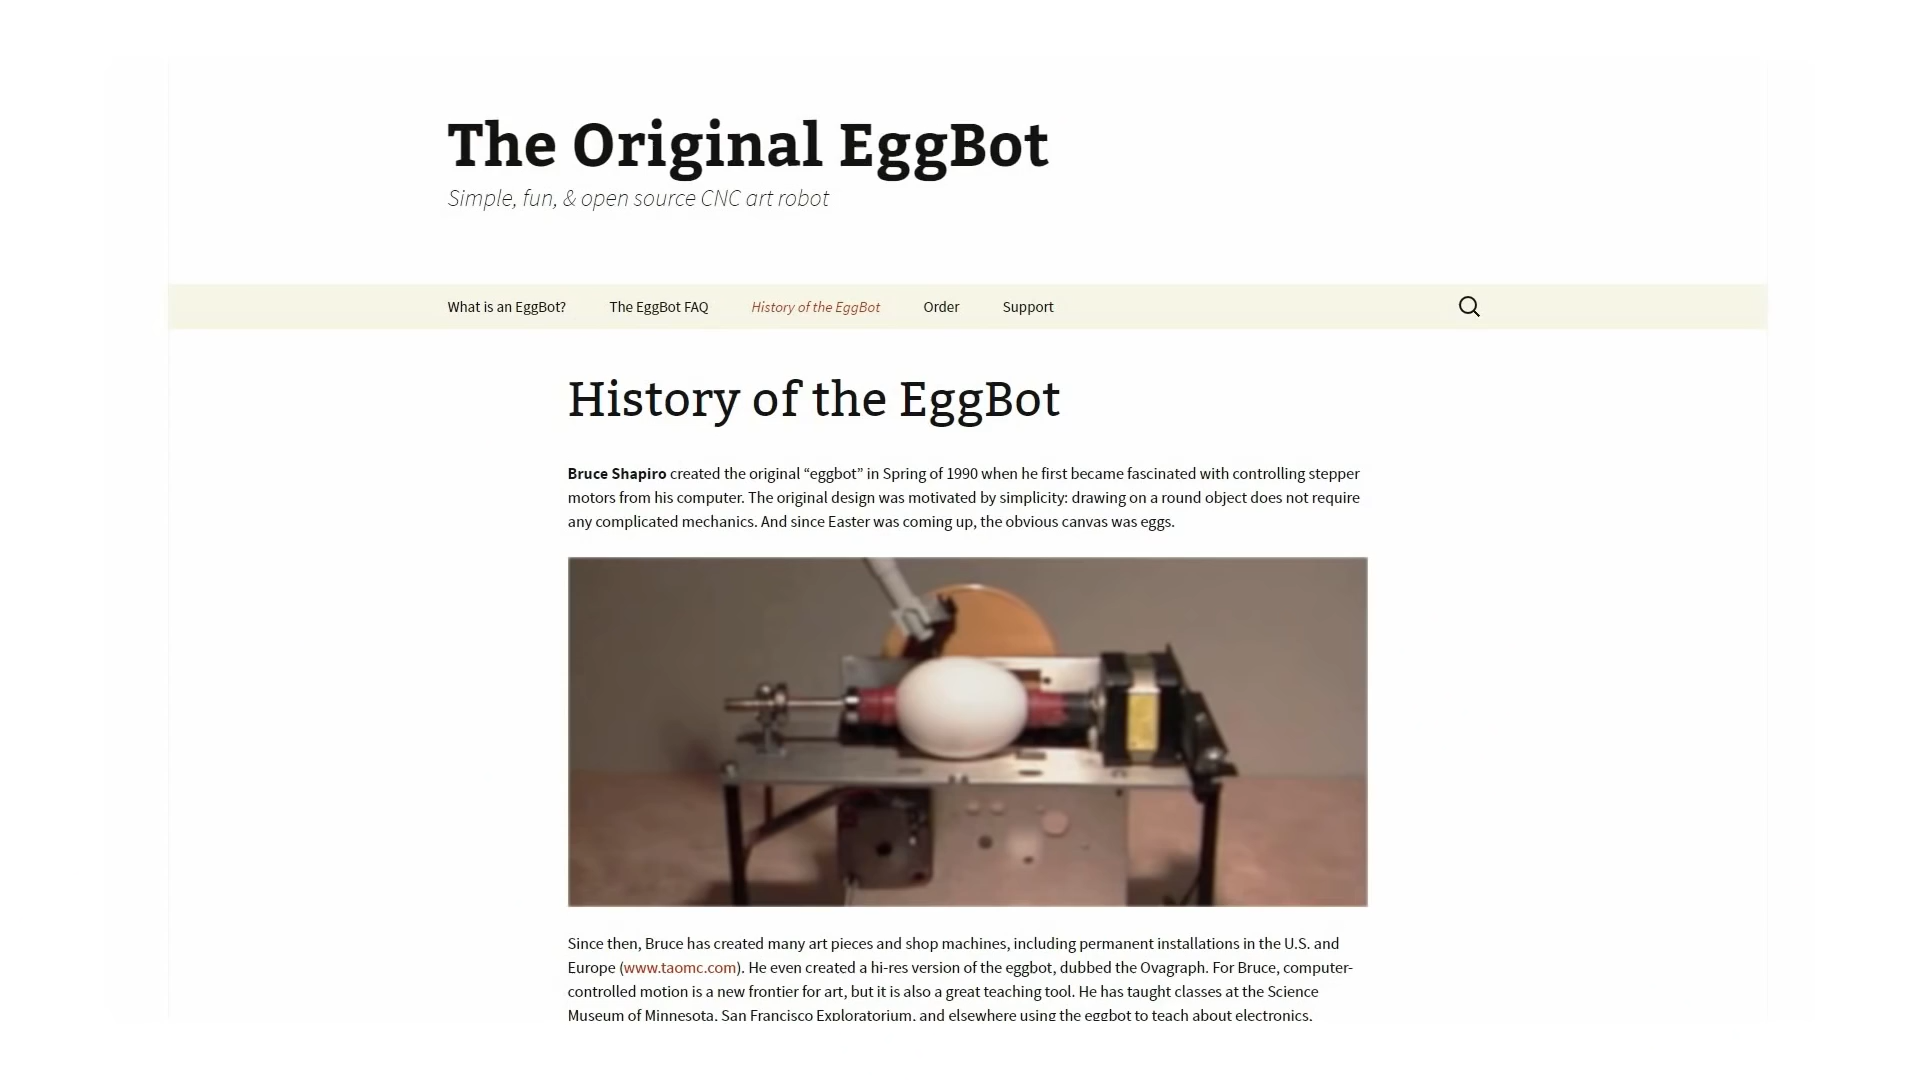 The Original EggBot
Simple, fun, & open source CNC art robot
What is an EggBot? The EggBot FAQ History of the EggBot Order Support
History of the EggBot
Bruce Shapiro created the original “eggbot” in Spring of 1990 when he first became fascinated with controlling stepper
motors from his computer. The original design was motivated by simplicity: drawing on a round object does not require
any complicated mechanics. And since Easter was coming up, the obvious canvas was eggs.
Since then, Bruce has created many art pieces and shop machines, including permanent installations in the U.S. and
Europe (www.taomc.com). He even created a hi-res version of the eggbot, dubbed the Ovagraph. For Bruce, computer-
controlled motion is a new frontier for art, but it is also a great teaching tool. He has taught classes at the Science
Museum of Minnesota, San Francisco Exploratorium, and elsewhere using the eggbot to teach about electronics,